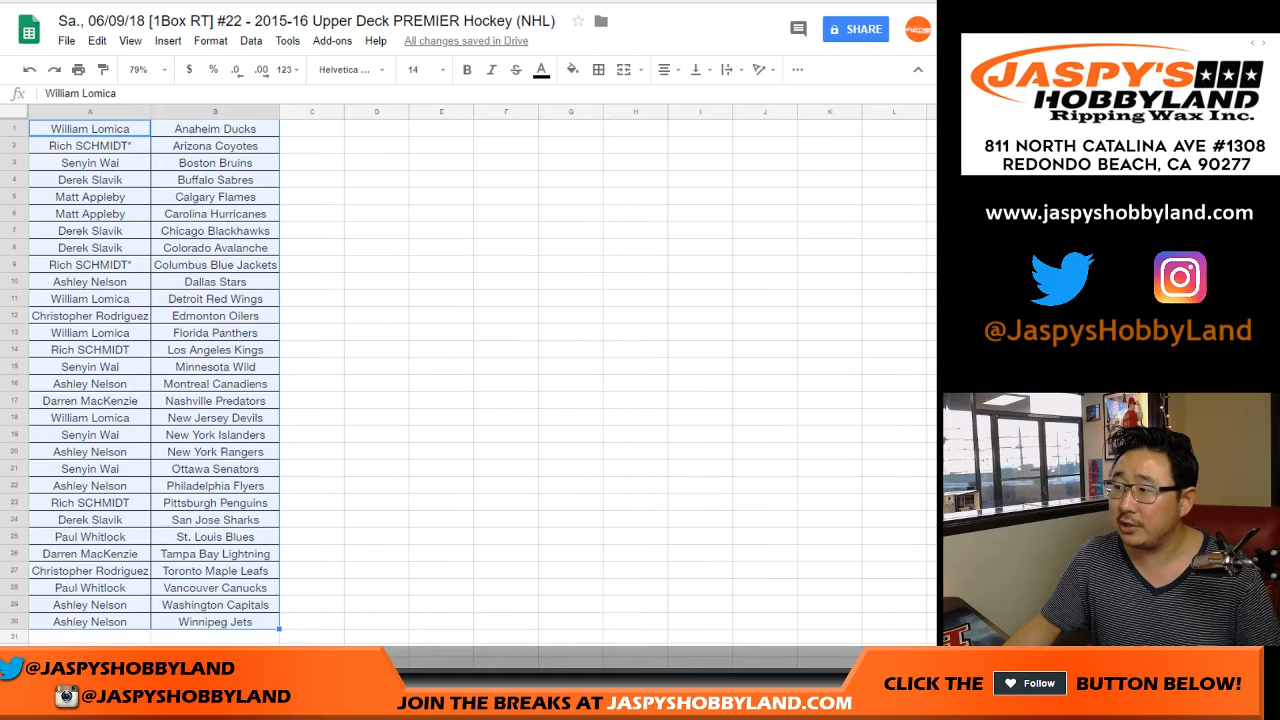 Sa., 06/09/18 [1Box RT] #22 - 2015-16 Upper Deck PREMIER Hockey (NHL)
File Edit View Insert Format Data Tools Add-ons Help All changes saved in Drive
SHARE
79% $ % .0 .00 123 Helvetica ... 14 B I S A
fx William Lomica
A B C D E F G H I J K L
1 William Lomica Anaheim Ducks
2 Rich SCHMIDT* Arizona Coyotes
3 Senyin Wai Boston Bruins
4 Derek Slavik Buffalo Sabres
5 Matt Appleby Calgary Flames
6 Matt Appleby Carolina Hurricanes
7 Derek Slavik Chicago Blackhawks
8 Derek Slavik Colorado Avalanche
9 Rich SCHMIDT* Columbus Blue Jackets
10 Ashley Nelson Dallas Stars
11 William Lomica Detroit Red Wings
12 Christopher Rodriguez Edmonton Oilers
13 William Lomica Florida Panthers
14 Rich SCHMIDT Los Angeles Kings
15 Senyin Wai Minnesota Wild
16 Ashley Nelson Montreal Canadiens
17 Darren MacKenzie Nashville Predators
18 William Lomica New Jersey Devils
19 Senyin Wai New York Islanders
20 Ashley Nelson New York Rangers
21 Senyin Wai Ottawa Senators
22 Ashley Nelson Philadelphia Flyers
23 Rich SCHMIDT Pittsburgh Penguins
24 Derek Slavik San Jose Sharks
25 Paul Whitlock St. Louis Blues
26 Darren MacKenzie Tampa Bay Lightning
27 Christopher Rodriguez Toronto Maple Leafs
28 Paul Whitlock Vancouver Canucks
29 Ashley Nelson Washington Capitals
30 Ashley Nelson Winnipeg Jets
31
JASPY'S
HOBBYLAND
Ripping Wax Inc.
811 NORTH CATALINA AVE #1308
REDONDO BEACH, CA 90277
www.jaspyshobbyland.com
@JaspysHobbyLand
@JASPYSHOBBYLAND
@JASPYSHOBBYLAND
JOIN THE BREAKS AT JASPYSHOBBYLAND.COM
CLICK THE Follow BUTTON BELOW!